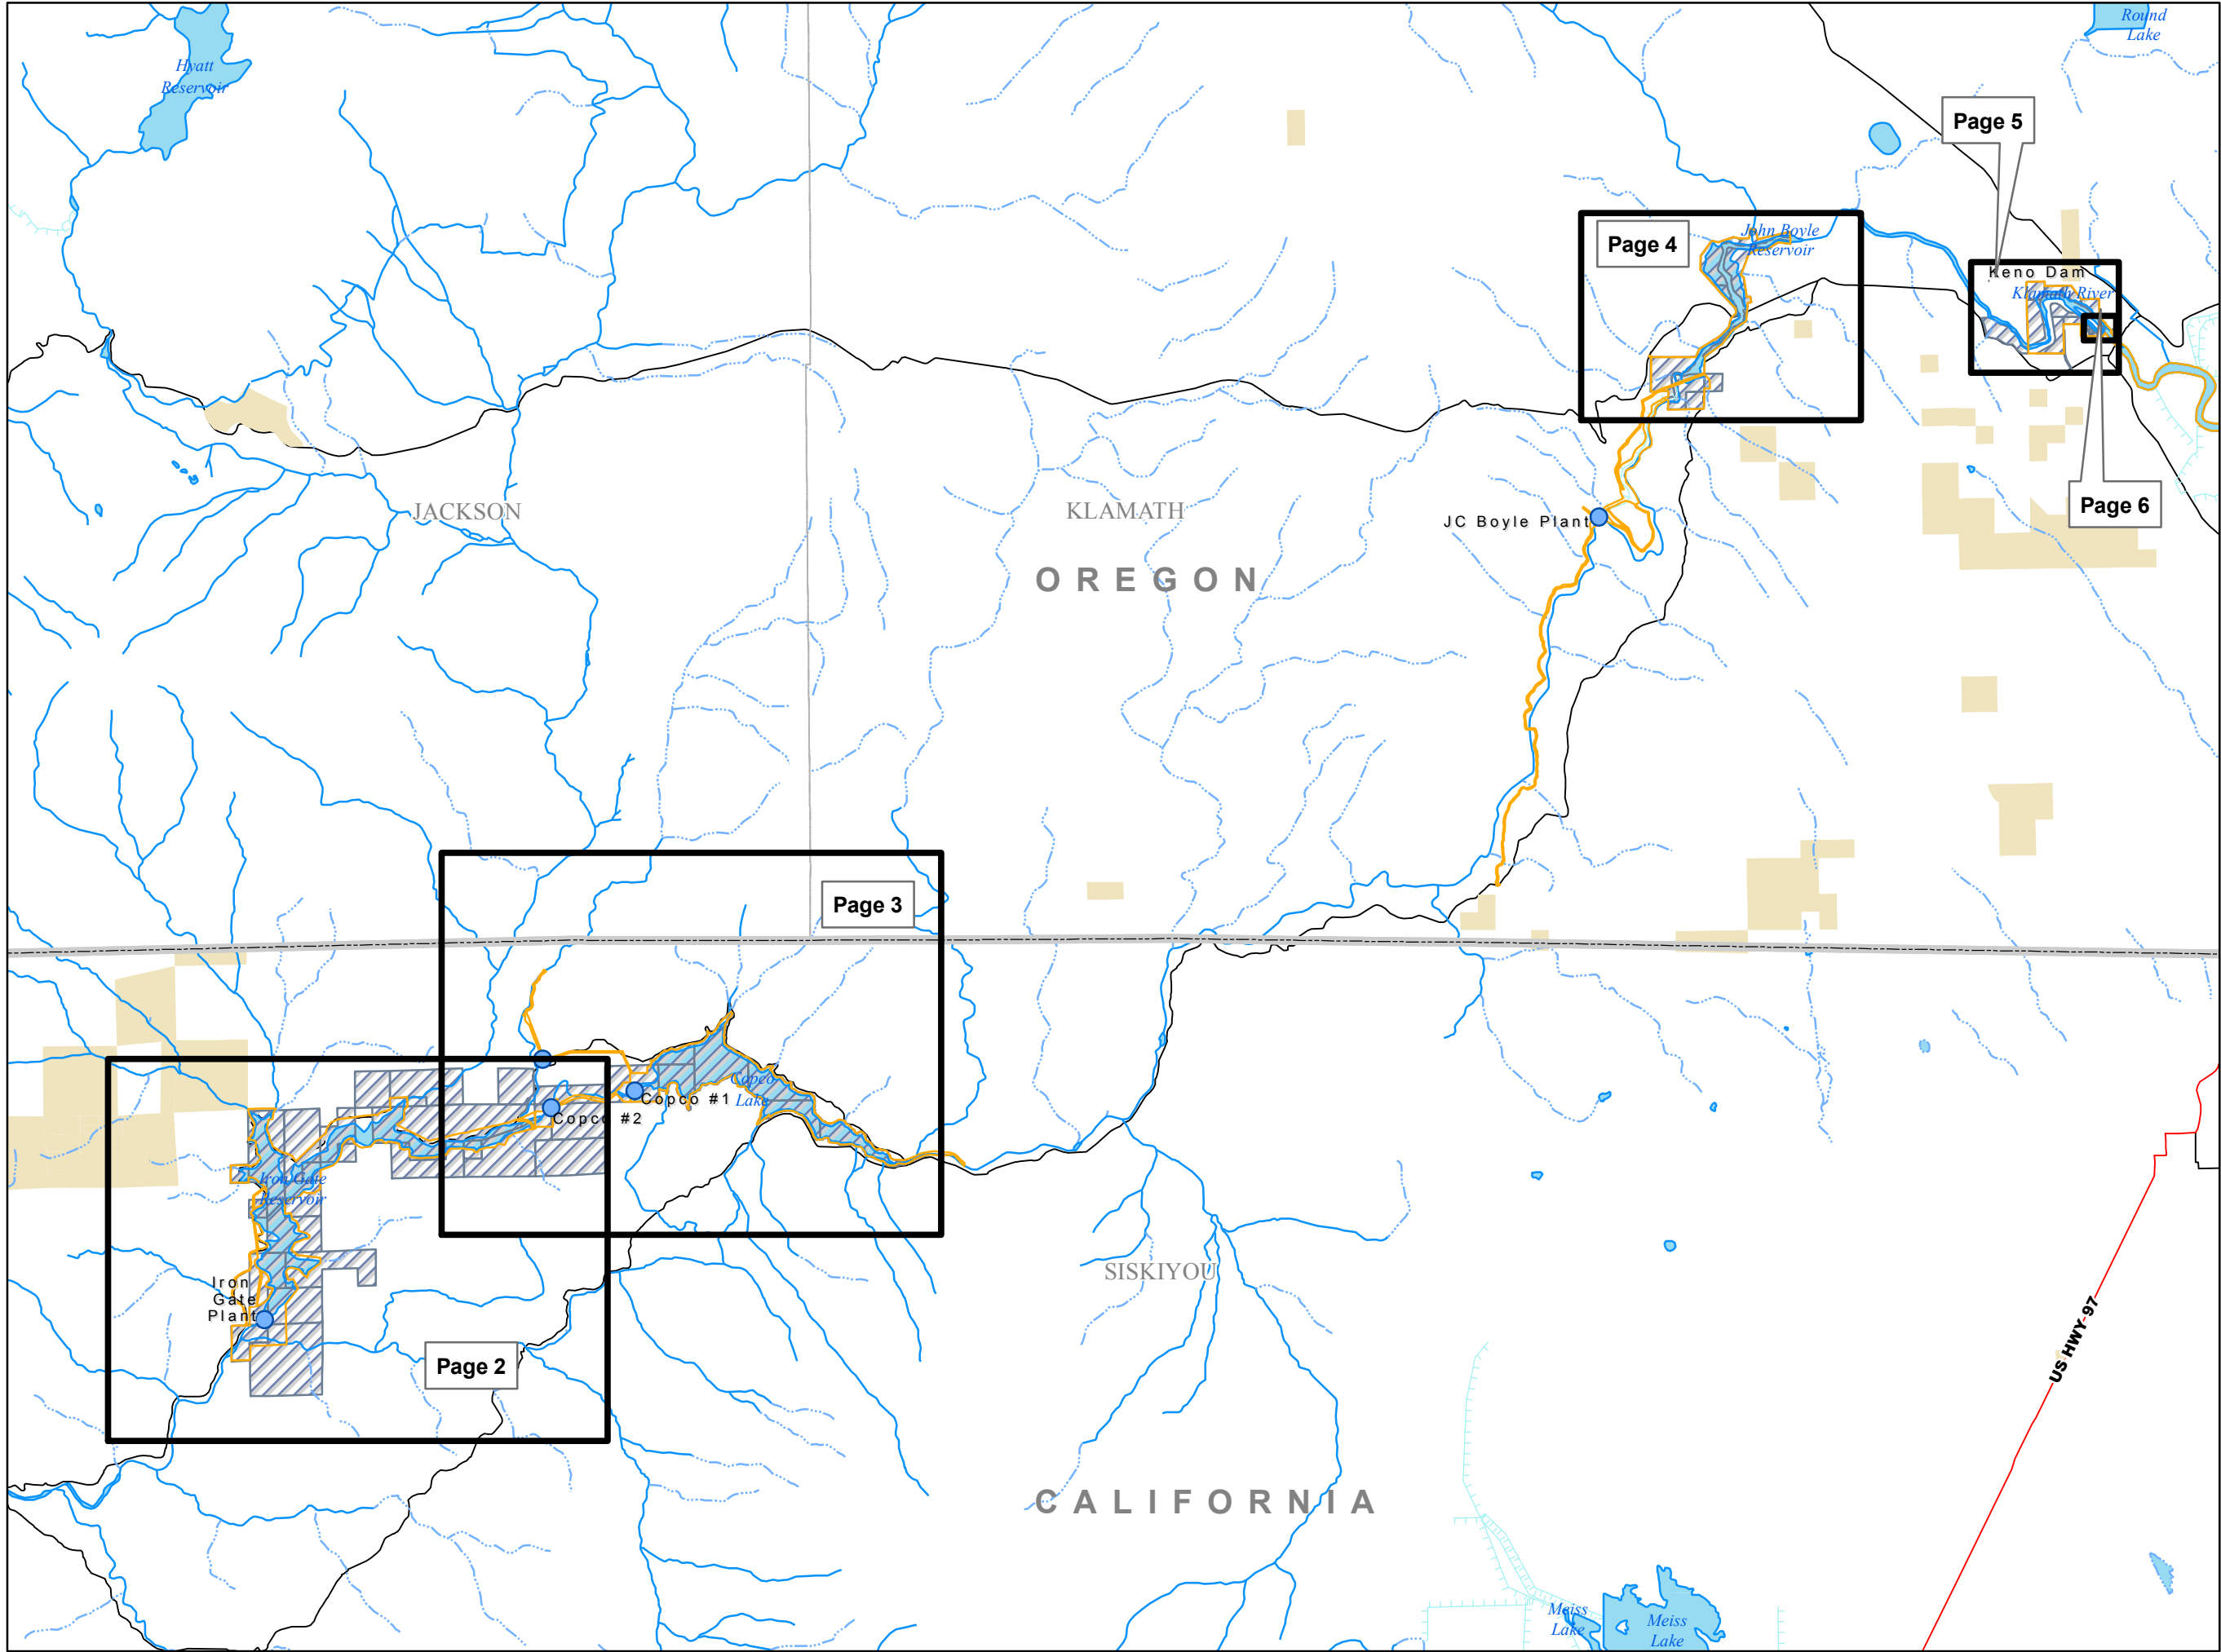 Round
Lake
Hyatt
Reservoir
Page 5
John Boyle
Reservoir
Page 4
Keno Dam
Klamath River
Page 6
JACKSON
KLAMATH
JC Boyle Plant
OREGON
Page 3
Copco
Lake
Copco #1
Copco #2
Iron Gate
Reservoir
SISKIYOU
Iron
Gate
Plant
Page 2
US HWY 97
CALIFORNIA
Meiss
Lake
Meiss
Lake